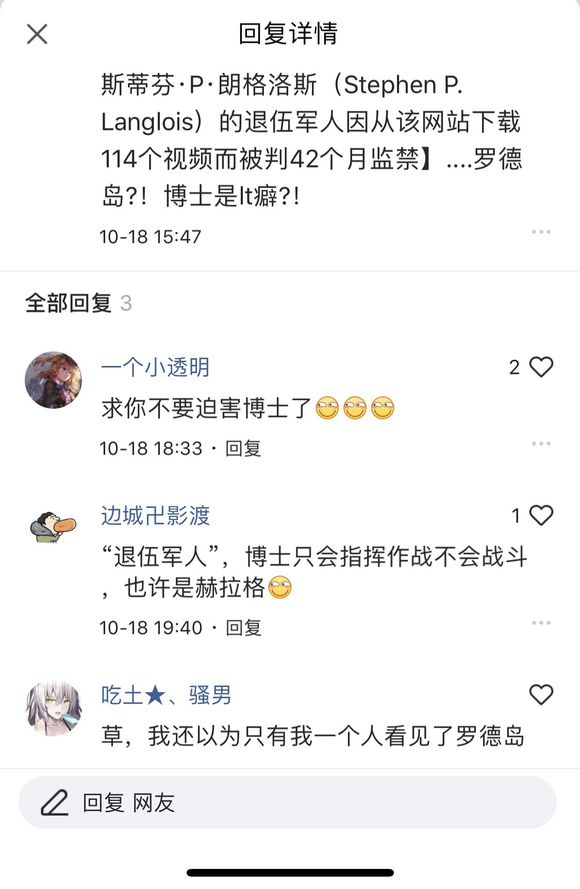 回复详情
斯蒂芬·P·朗格洛斯（Stephen P.
Langlois）的退伍军人因从该网站下载
114个视频而被判42个月监禁】....罗德
岛?！博士是lt癖?！
10-18 15:47
全部回复 3
一个小透明
2
求你不要迫害博士了
10-18 18:33 · 回复
边城卍影渡
1
“退伍军人”，博士只会指挥作战不会战斗
，也许是赫拉格
10-18 19:40 · 回复
吃土★、骚男
草，我还以为只有我一个人看见了罗德岛
回复 网友